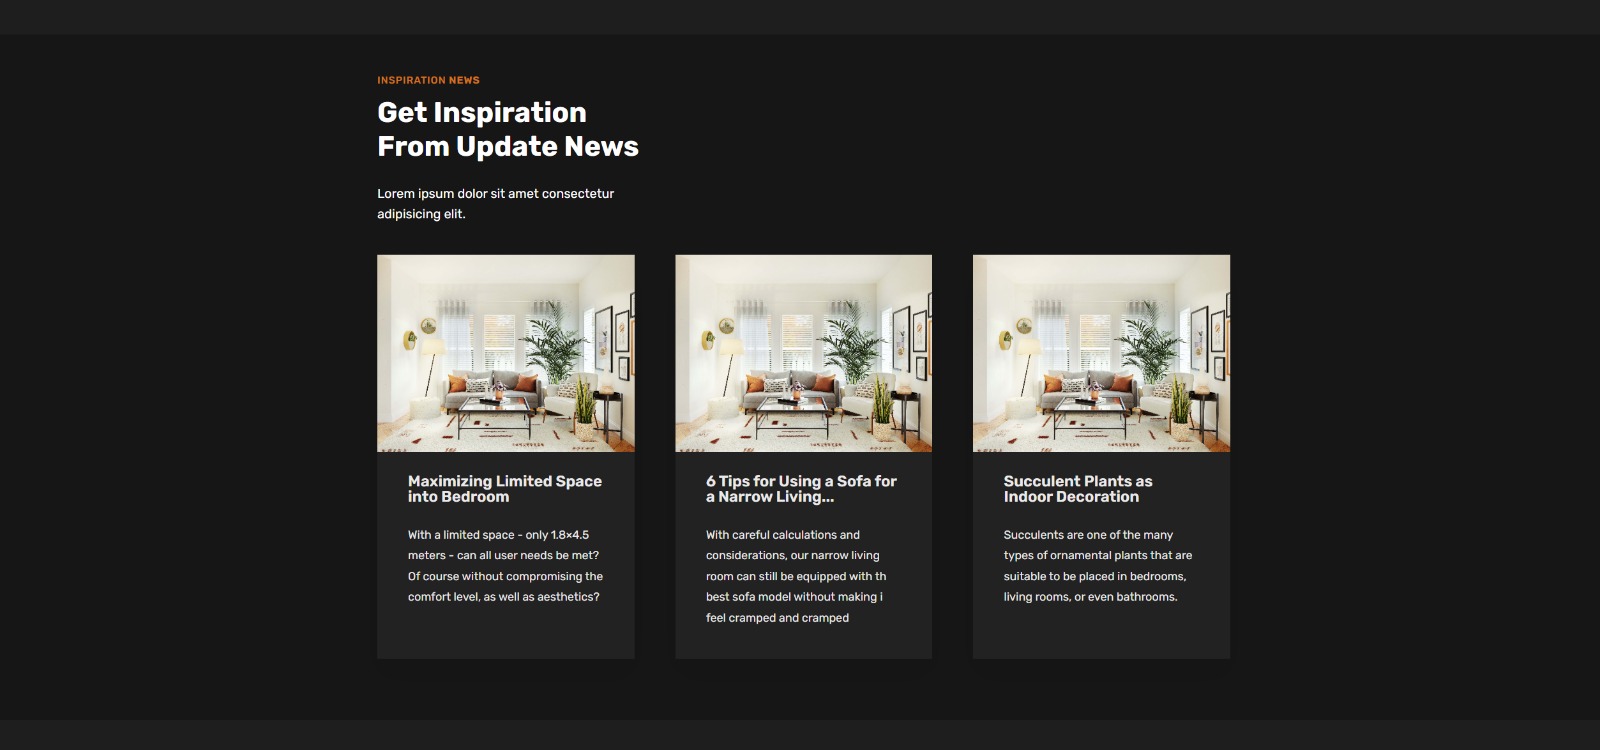 INSPIRATION NEWS
Get Inspiration
From Update News
Lorem ipsum dolor sit amet consectetur
adipisicing elit.
Maximizing Limited Space
into Bedroom
With a limited space - only 1.8×4.5
meters - can all user needs be met?
Of course without compromising the
comfort level, as well as aesthetics?
6 Tips for Using a Sofa for
a Narrow Living...
With careful calculations and
considerations, our narrow living
room can still be equipped with th
best sofa model without making i
feel cramped and cramped
Succulent Plants as
Indoor Decoration
Succulents are one of the many
types of ornamental plants that are
suitable to be placed in bedrooms,
living rooms, or even bathrooms.